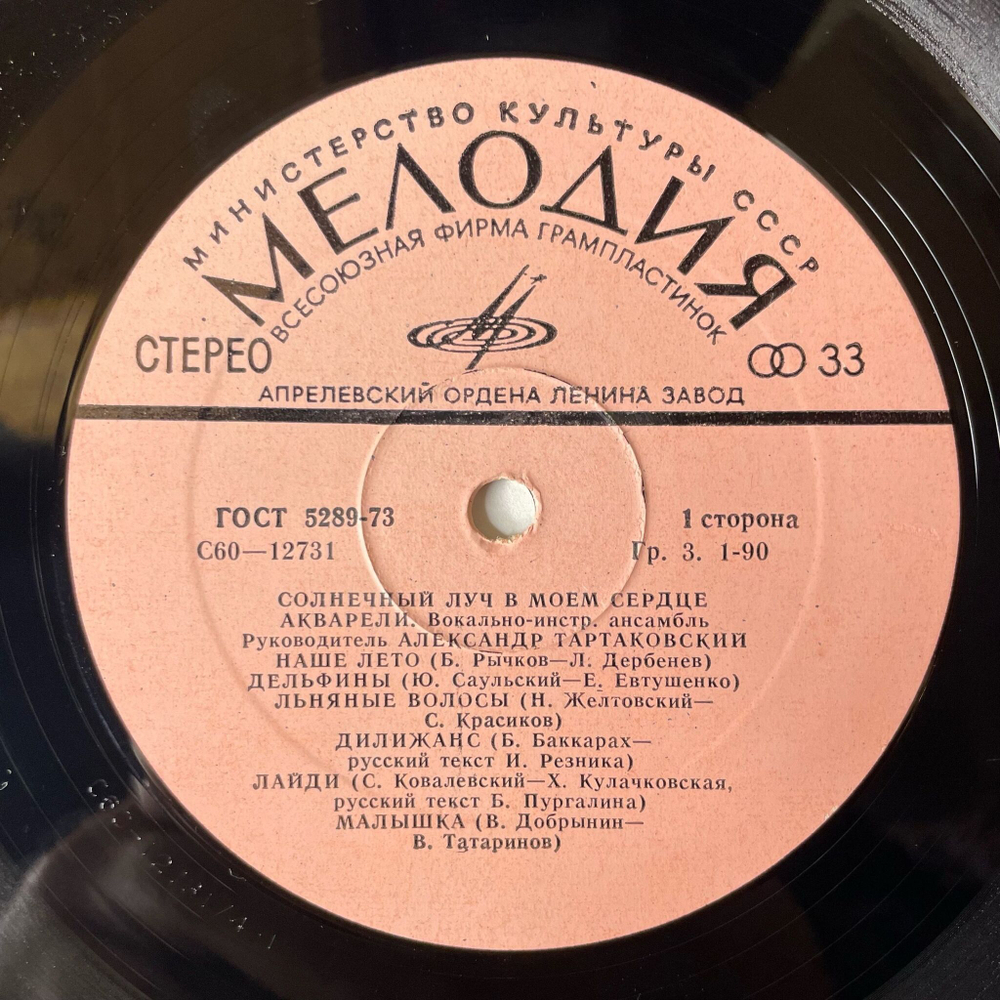 МИНИСТЕРСТВО КУЛЬТУРЫ СССР
МЕЛОДИЯ
ВСЕСОЮЗНАЯ ФИРМА ГРАМПЛАСТИНОК
СТЕРЕО
33
АПРЕЛЕВСКИЙ ОРДЕНА ЛЕНИНА ЗАВОД
ГОСТ 5289-73
1 сторона
С60—12731
Гр. 3. 1-90
СОЛНЕЧНЫЙ ЛУЧ В МОЕМ СЕРДЦЕ
АКВАРЕЛИ. Вокально-инстр. ансамбль
Руководитель АЛЕКСАНДР ТАРТАКОВСКИЙ
НАШЕ ЛЕТО (Б. Рычков—Л. Дербенев)
ДЕЛЬФИНЫ (Ю. Саульский—Е. Евтушенко)
ЛЬНЯНЫЕ ВОЛОСЫ (Н. Желтовский—
С. Красиков)
ДИЛИЖАНС (Б. Баккарах—
русский текст И. Резника)
ЛАЙДИ (С. Ковалевский—Х. Кулачковская,
русский текст Б. Пургалина)
МАЛЫШКА (В. Добрынин—
В. Татаринов)